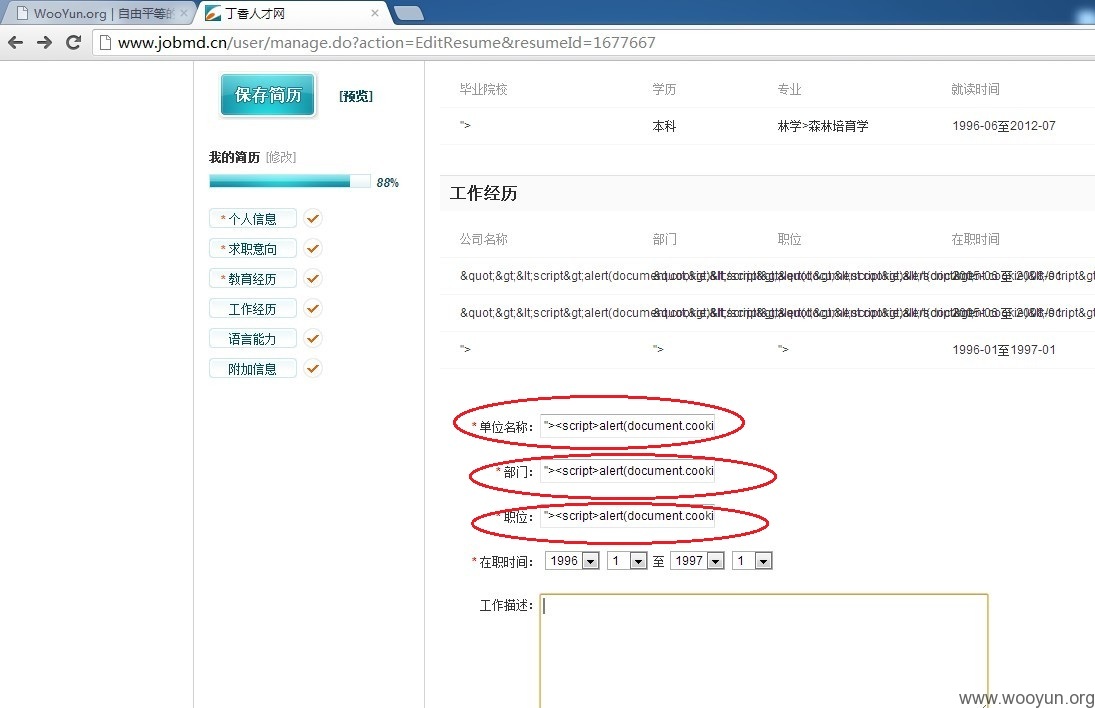 WooYun.org | 自由平等的
丁香人才网
www.jobmd.cn/user/manage.do?action=EditResume&resumeId=1677667
保存简历
[预览]
我的简历 [修改]
88%
* 个人信息
* 求职意向
* 教育经历
工作经历
语言能力
附加信息
毕业院校 学历 专业 就读时间
"> 本科 林学>森林培育学 1996-06至2012-07
工作经历
公司名称 部门 职位 在职时间
&quot;&gt;&lt;script&gt;alert(docume
&quot;&gt;&lt;script&gt;alert(docume
"> "> "> 1996-01至1997-01
* 单位名称: "><script>alert(document.cooki
* 部门: "><script>alert(document.cooki
* 职位: "><script>alert(document.cooki
* 在职时间: 1996 1 至 1997 1
工作描述:
www.wooyun.org